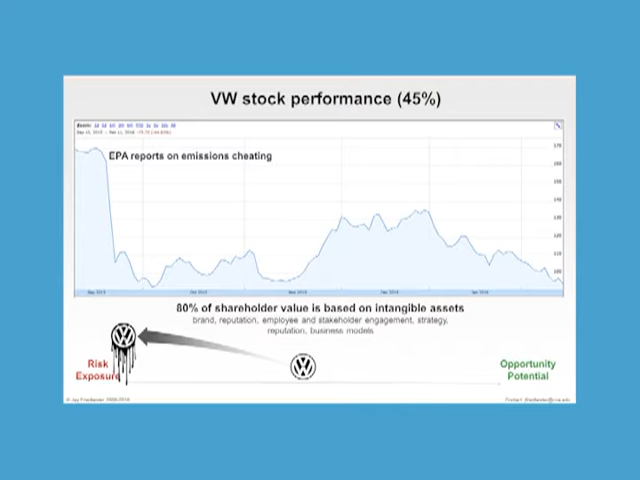 VW stock performance (45%)
EPA reports on emissions cheating
80% of shareholder value is based on intangible assets
brand, reputation, employee and stakeholder engagement, strategy,
reputation, business models
Risk
Exposure
Opportunity
Potential